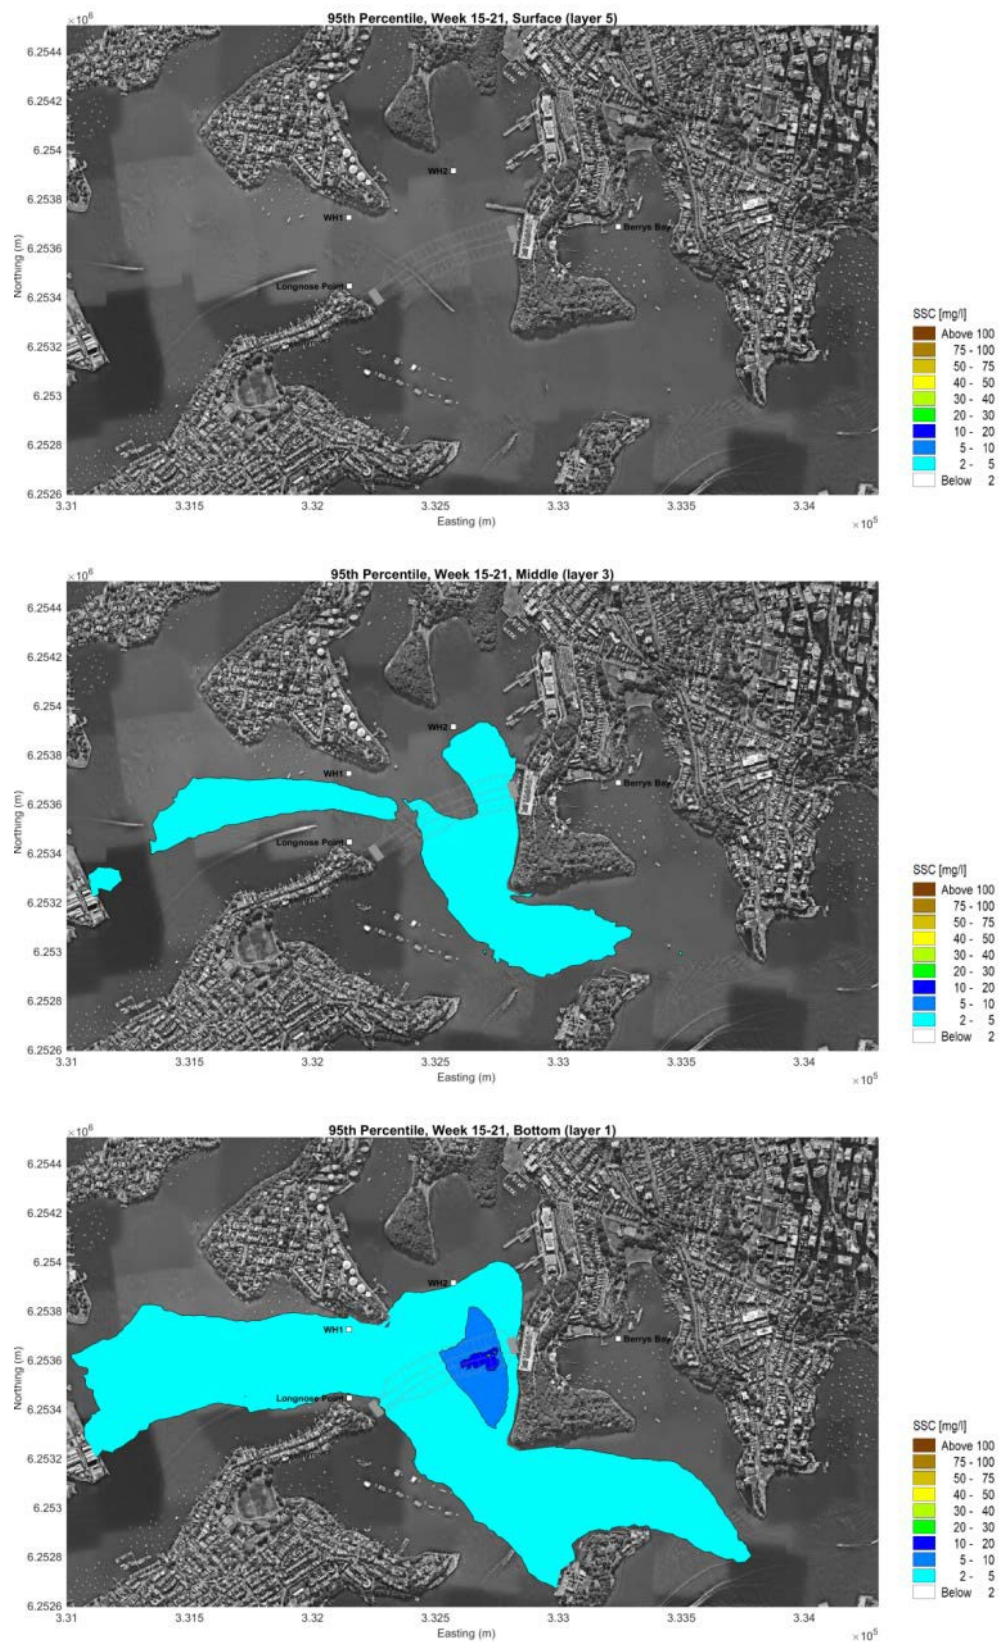 95th Percentile, Week 15-21, Surface (layer 5)
×10⁶
6.2544
6.2542
6.254
6.2538
6.2536
6.2534
6.2532
6.253
6.2528
6.2526
Northing (m)
WH2
WH1
Berrys Bay
Longnose Point
3.31 3.315 3.32 3.325 3.33 3.335 3.34
Easting (m)
×10⁵
SSC [mg/l]
Above 100
75 - 100
50 - 75
40 - 50
30 - 40
20 - 30
10 - 20
5 - 10
2 - 5
Below 2
95th Percentile, Week 15-21, Middle (layer 3)
×10⁶
6.2544
6.2542
6.254
6.2538
6.2536
6.2534
6.2532
6.253
6.2528
6.2526
Northing (m)
WH2
WH1
Berrys Bay
Longnose Point
3.31 3.315 3.32 3.325 3.33 3.335 3.34
Easting (m)
×10⁵
SSC [mg/l]
Above 100
75 - 100
50 - 75
40 - 50
30 - 40
20 - 30
10 - 20
5 - 10
2 - 5
Below 2
95th Percentile, Week 15-21, Bottom (layer 1)
×10⁶
6.2544
6.2542
6.254
6.2538
6.2536
6.2534
6.2532
6.253
6.2528
6.2526
Northing (m)
WH2
WH1
Berrys Bay
Longnose Point
3.31 3.315 3.32 3.325 3.33 3.335 3.34
Easting (m)
×10⁵
SSC [mg/l]
Above 100
75 - 100
50 - 75
40 - 50
30 - 40
20 - 30
10 - 20
5 - 10
2 - 5
Below 2